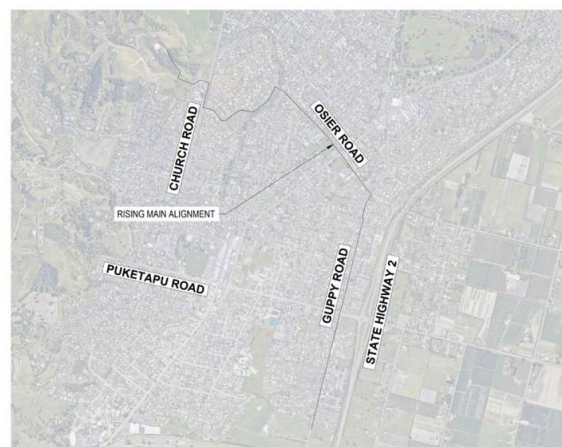 OSIER ROAD
CHURCH ROAD
RISING MAIN ALIGNMENT
PUKETAPU ROAD
GUPPY ROAD
STATE HIGHWAY 2